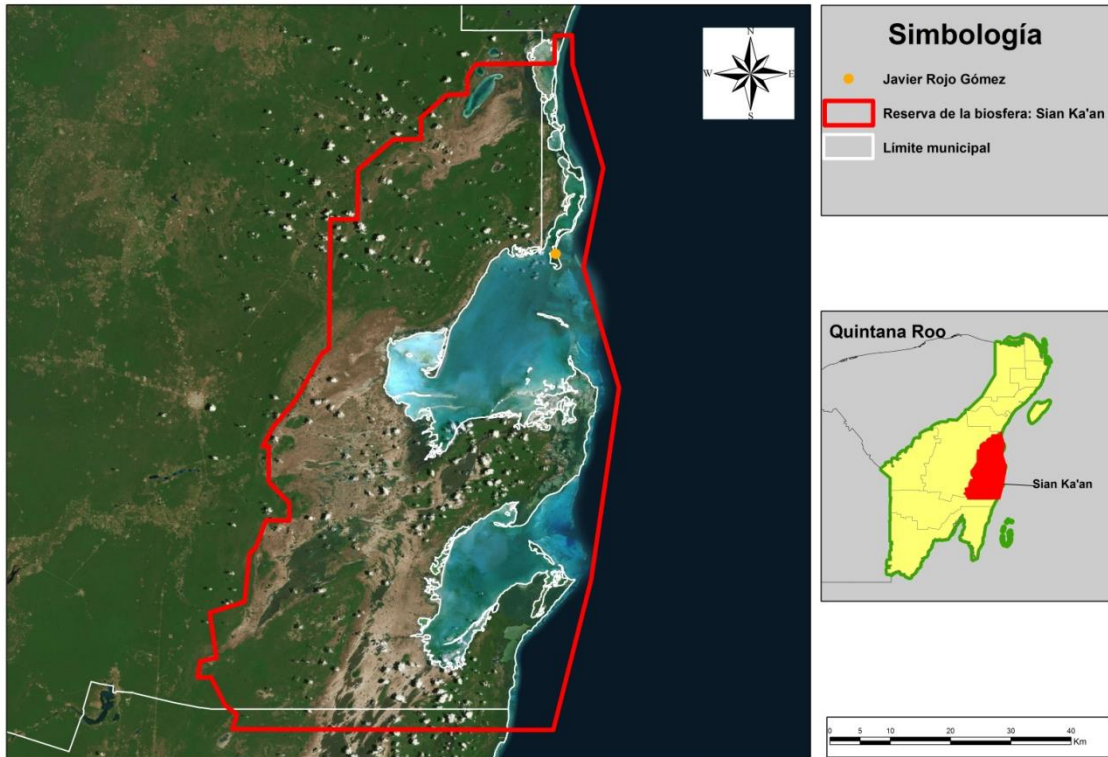 N
W E
S
Simbología
Javier Rojo Gómez
Reserva de la biosfera: Sian Ka'an
Límite municipal
Quintana Roo
Sian Ka'an
0 5 10 20 30 40
Km